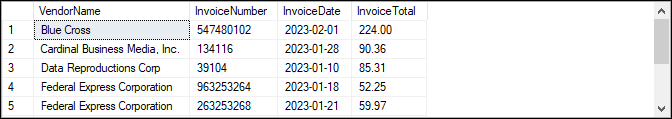 VendorName InvoiceNumber InvoiceDate InvoiceTotal
1 Blue Cross 547480102 2023-02-01 224.00
2 Cardinal Business Media, Inc. 134116 2023-01-28 90.36
3 Data Reproductions Corp 39104 2023-01-10 85.31
4 Federal Express Corporation 963253264 2023-01-18 52.25
5 Federal Express Corporation 263253268 2023-01-21 59.97